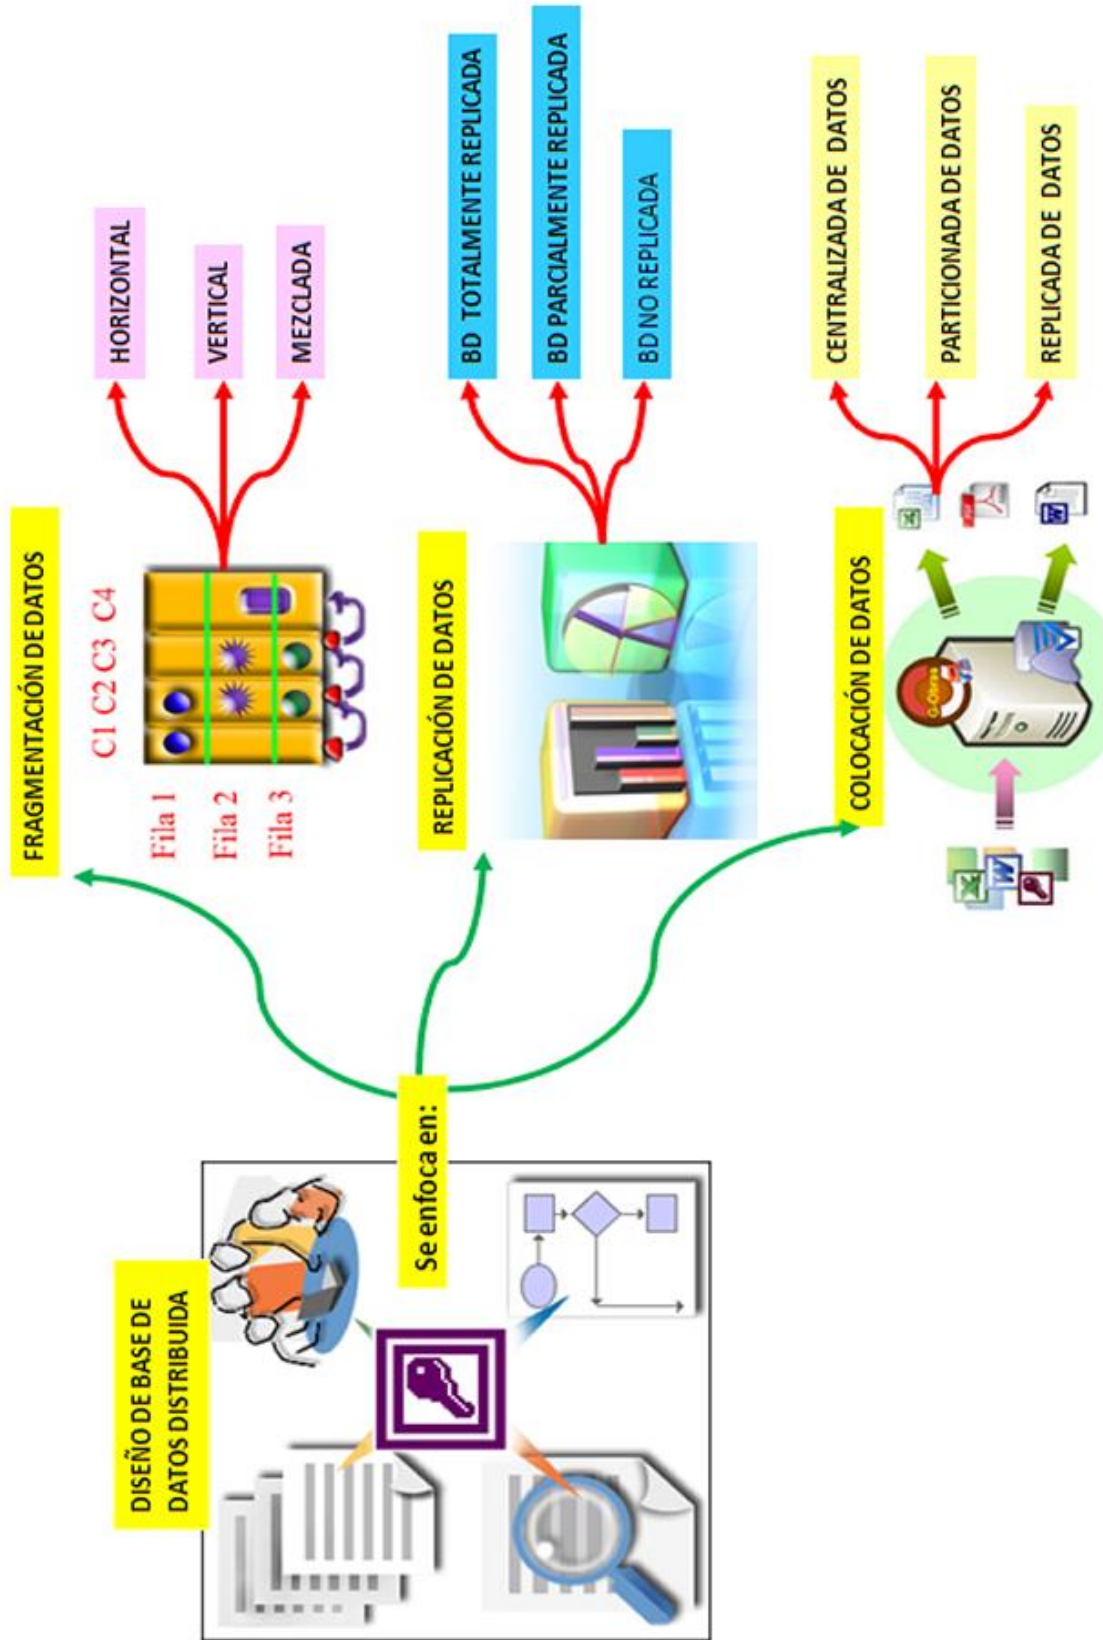 DISEÑO DE BASE DE
DATOS DISTRIBUIDA
Se enfoca en:
FRAGMENTACIÓN DE DATOS
C1 C2 C3 C4
Fila 1
Fila 2
Fila 3
HORIZONTAL
VERTICAL
MEZCLADA
REPLICACIÓN DE DATOS
BD TOTALMENTE REPLICADA
BD PARCIALMENTE REPLICADA
BD NO REPLICADA
COLOCACIÓN DE DATOS
G-Obras
CENTRALIZADA DE DATOS
PARTICIONADA DE DATOS
REPLICADA DE DATOS